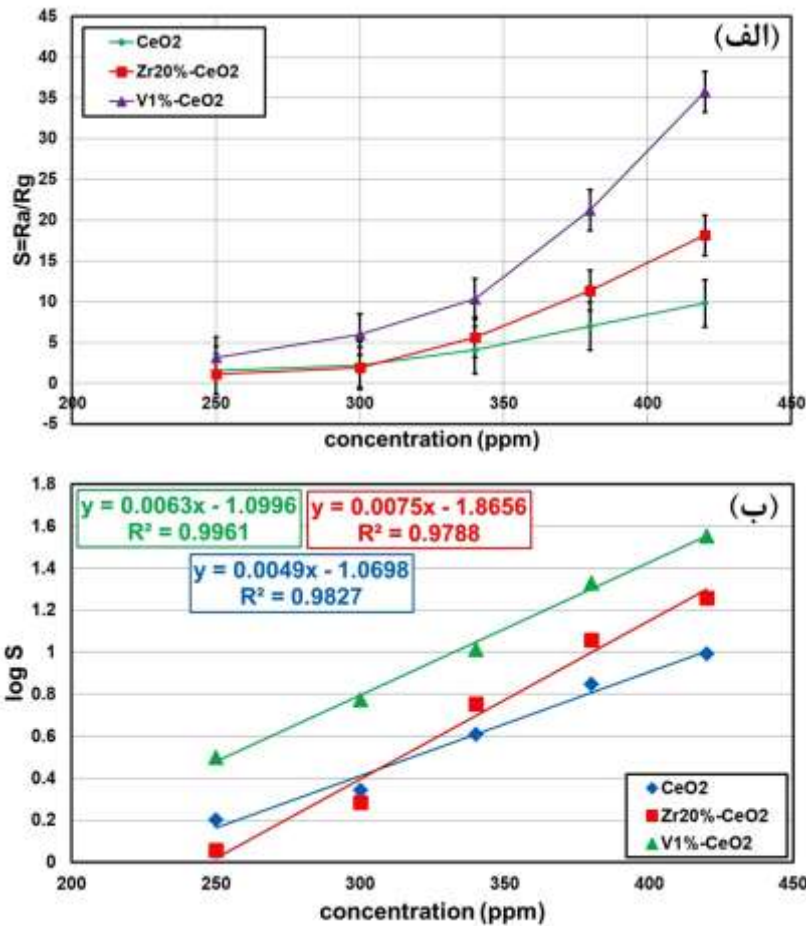 (الف)
CeO2
Zr20%-CeO2
V1%-CeO2
S=Ra/Rg
45
40
35
30
25
20
15
10
5
0
-5
200
250
300
350
400
450
concentration (ppm)
(ب)
y = 0.0063x - 1.0996
R² = 0.9961
y = 0.0075x - 1.8656
R² = 0.9788
y = 0.0049x - 1.0698
R² = 0.9827
log S
1.8
1.6
1.4
1.2
1
0.8
0.6
0.4
0.2
0
CeO2
Zr20%-CeO2
V1%-CeO2
200
250
300
350
400
450
concentration (ppm)